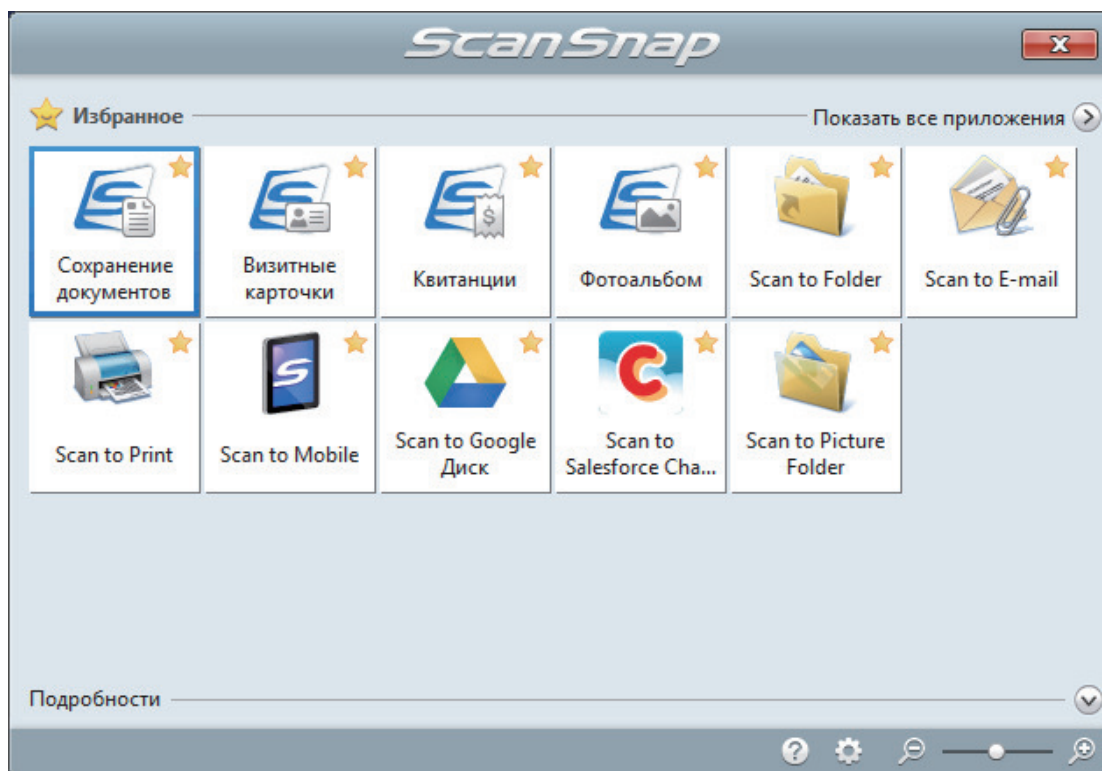 ScanSnap
Избранное
Показать все приложения
Сохранение
документов
Визитные
карточки
Квитанции
Фотоальбом
Scan to Folder
Scan to E-mail
Scan to Print
Scan to Mobile
Scan to Google
Диск
Scan to
Salesforce Cha...
Scan to Picture
Folder
Подробности